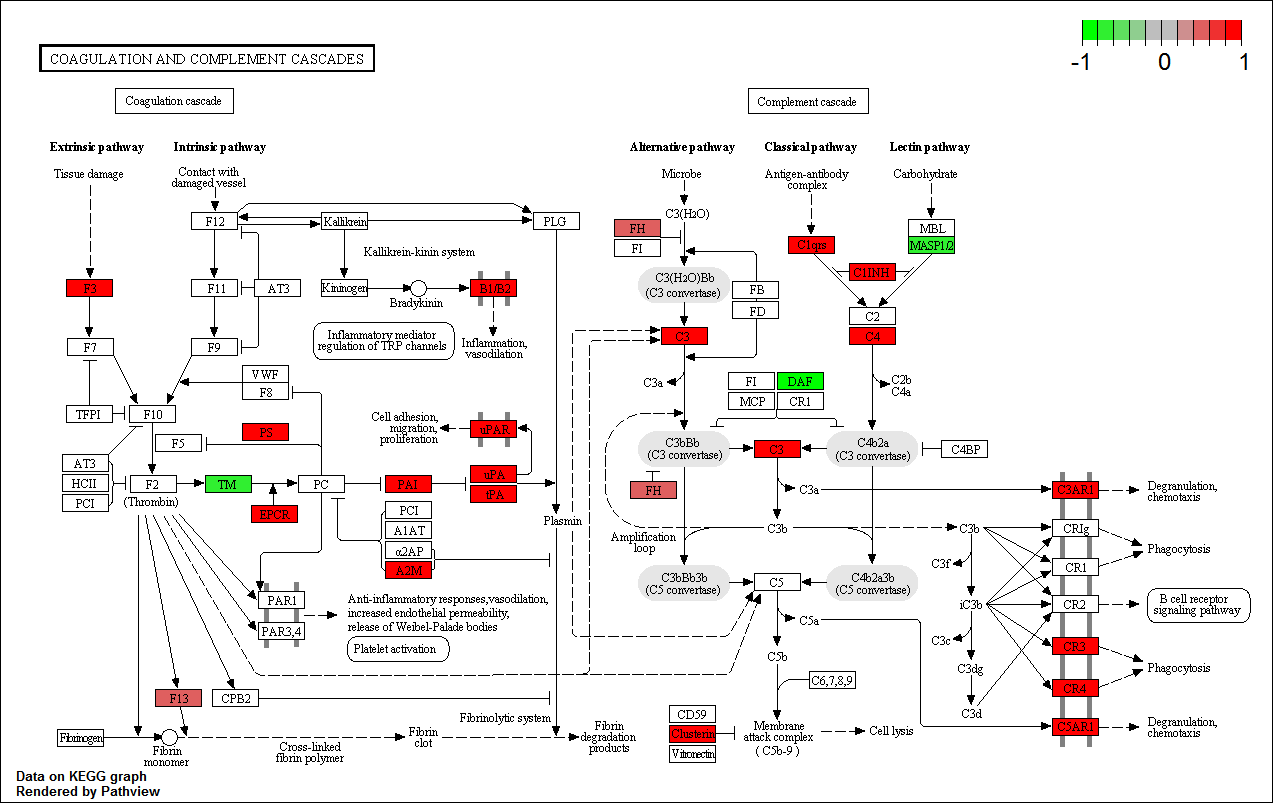 COAGULATION AND COMPLEMENT CASCADES
-1 0 1
Coagulation cascade
Complement cascade
Extrinsic pathway
Intrinsic pathway
Alternative pathway
Classical pathway
Lectin pathway
Tissue damage
Contact with
damaged vessel
Microbe
Antigen-antibody
complex
Carbohydrate
F12
Kallikrein
PLG
C3(H2O)
FH
FI
MBL
C1qrs
MASP1/2
Kallikrein-kinin system
C1INH
F3
F11
AT3
Kininogen
Bradykinin
B1/B2
C3(H2O)Bb
(C3 convertase)
FB
FD
C2
C4
Inflammatory mediator
regulation of TRP channels
Inflammation,
vasodilation
C3
F7
F9
VWF
F8
C3a
FI
DAF
MCP
CR1
C2b
C4a
TFPI
F10
Cell adhesion,
migration,
proliferation
uPAR
F5
PS
C3bBb
(C3 convertase)
C3
C4b2a
(C3 convertase)
C4BP
AT3
HCII
PCI
F2
(Thrombin)
TM
PC
PAI
uPA
tPA
EPCR
FH
C3a
C3AR1
Degranulation,
chemotaxis
PCI
A1AT
α2AP
A2M
Plasmin
Amplification
loop
C3b
C3b
CRIg
CR1
Phagocytosis
C3f
C3bBb3b
(C5 convertase)
C5
C4b2a3b
(C5 convertase)
iC3b
CR2
B cell receptor
signaling pathway
PAR1
PAR3,4
Anti-inflammatory responses,vasodilation,
increased endothelial permeability,
release of Weibel-Palade bodies
Platelet activation
C5a
C3c
CR3
C5b
C3dg
Phagocytosis
C6,7,8,9
CR4
F13
CPB2
C3d
Fibrinolytic system
CD59
Clusterin
Vitronectin
Membrane
attack complex
( C5b-9 )
Cell lysis
C5AR1
Degranulation,
chemotaxis
Fibrinogen
Fibrin
monomer
Cross-linked
fibrin polymer
Fibrin
clot
Fibrin
degradation
products
Data on KEGG graph
Rendered by Pathview